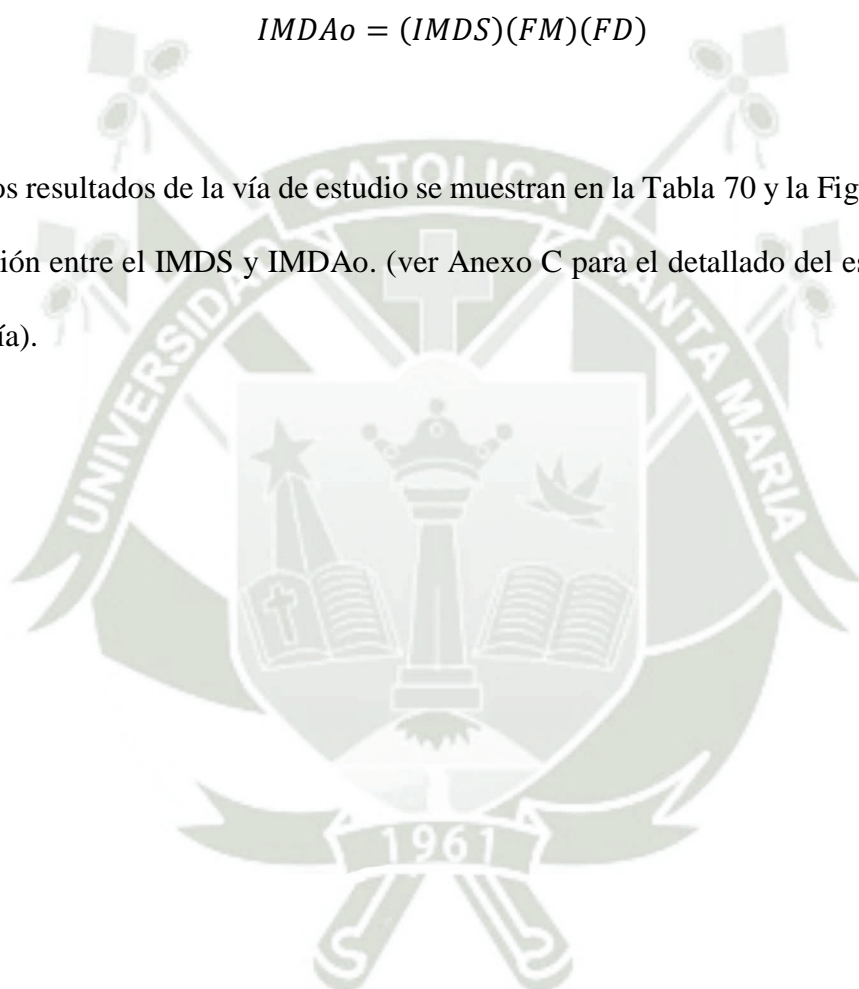 IMDAo = (IMDS)(FM)(FD)
os resultados de la vía de estudio se muestran en la Tabla 70 y la Fig
ión entre el IMDS y IMDAo. (ver Anexo C para el detallado del es
ía).
UNIVERSIDAD CATOLICA SANTA MARIA
1961